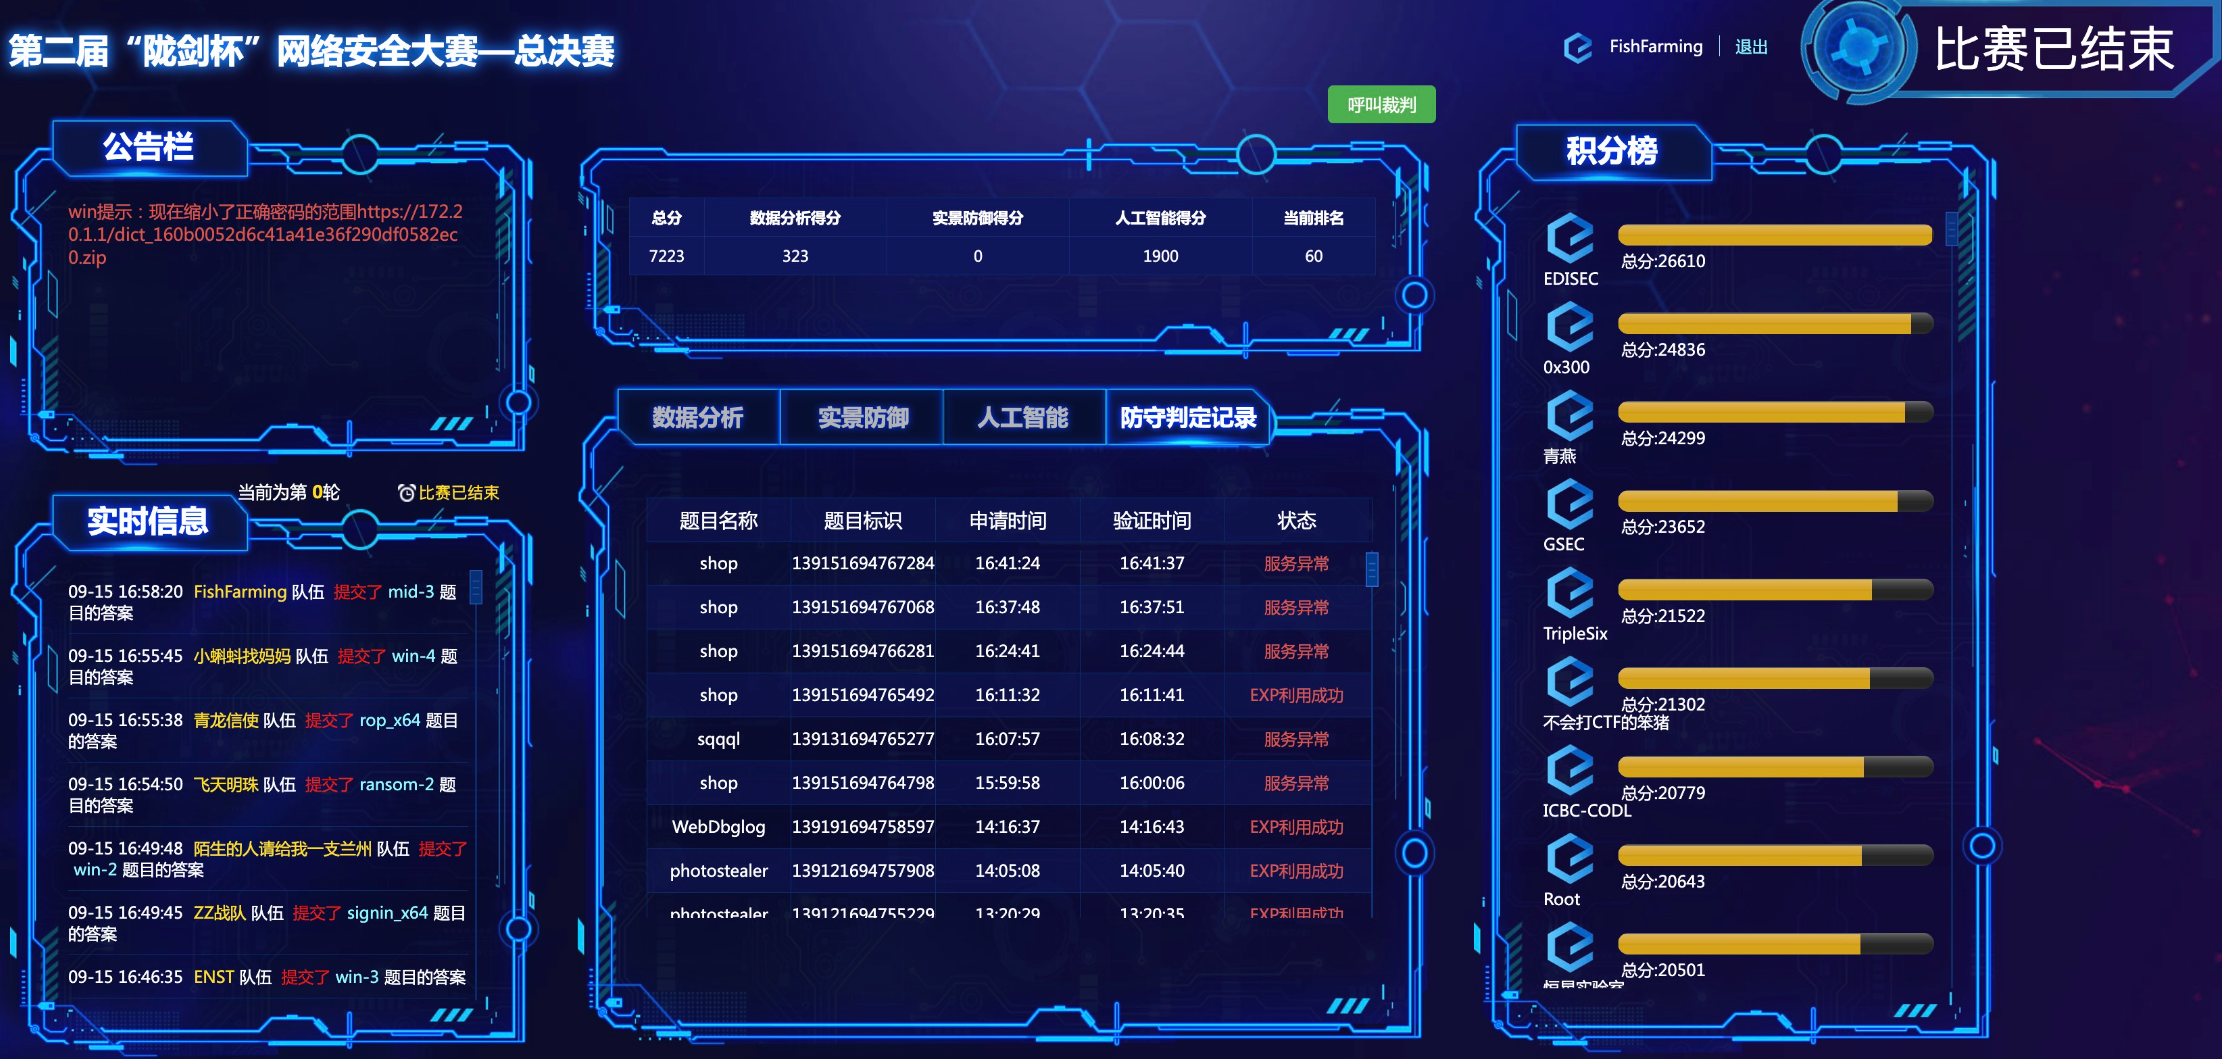 第二届“陇剑杯”网络安全大赛—总决赛
FishFarming 退出
比赛已结束
呼叫裁判
公告栏
win提示：现在缩小了正确密码的范围https://172.2
0.1.1/dict_160b0052d6c41a41e36f290df0582ec
0.zip
当前为第 0轮 比赛已结束
实时信息
09-15 16:58:20 FishFarming 队伍 提交了 mid-3 题
目的答案
09-15 16:55:45 小蝌蚪找妈妈 队伍 提交了 win-4 题
目的答案
09-15 16:55:38 青龙信使 队伍 提交了 rop_x64 题目
的答案
09-15 16:54:50 飞天明珠 队伍 提交了 ransom-2 题
目的答案
09-15 16:49:48 陌生的人请给我一支兰州 队伍 提交了
win-2 题目的答案
09-15 16:49:45 ZZ战队 队伍 提交了 signin_x64 题目
的答案
09-15 16:46:35 ENST 队伍 提交了 win-3 题目的答案
总分 数据分析得分 实景防御得分 人工智能得分 当前排名
7223 323 0 1900 60
数据分析 实景防御 人工智能 防守判定记录
题目名称 题目标识 申请时间 验证时间 状态
shop 139151694767284 16:41:24 16:41:37 服务异常
shop 139151694767068 16:37:48 16:37:51 服务异常
shop 139151694766281 16:24:41 16:24:44 服务异常
shop 139151694765492 16:11:32 16:11:41 EXP利用成功
sqqql 139131694765277 16:07:57 16:08:32 服务异常
shop 139151694764798 15:59:58 16:00:06 服务异常
WebDbglog 139191694758597 14:16:37 14:16:43 EXP利用成功
photostealer 139121694757908 14:05:08 14:05:40 EXP利用成功
photostealer 139121694755229 13:20:29 13:20:35 EXP利用成功
积分榜
总分:26610
EDISEC
总分:24836
0x300
总分:24299
青燕
总分:23652
GSEC
总分:21522
TripleSix
总分:21302
不会打CTF的笨猪
总分:20779
ICBC-CODL
总分:20643
Root
总分:20501
恒星实验室